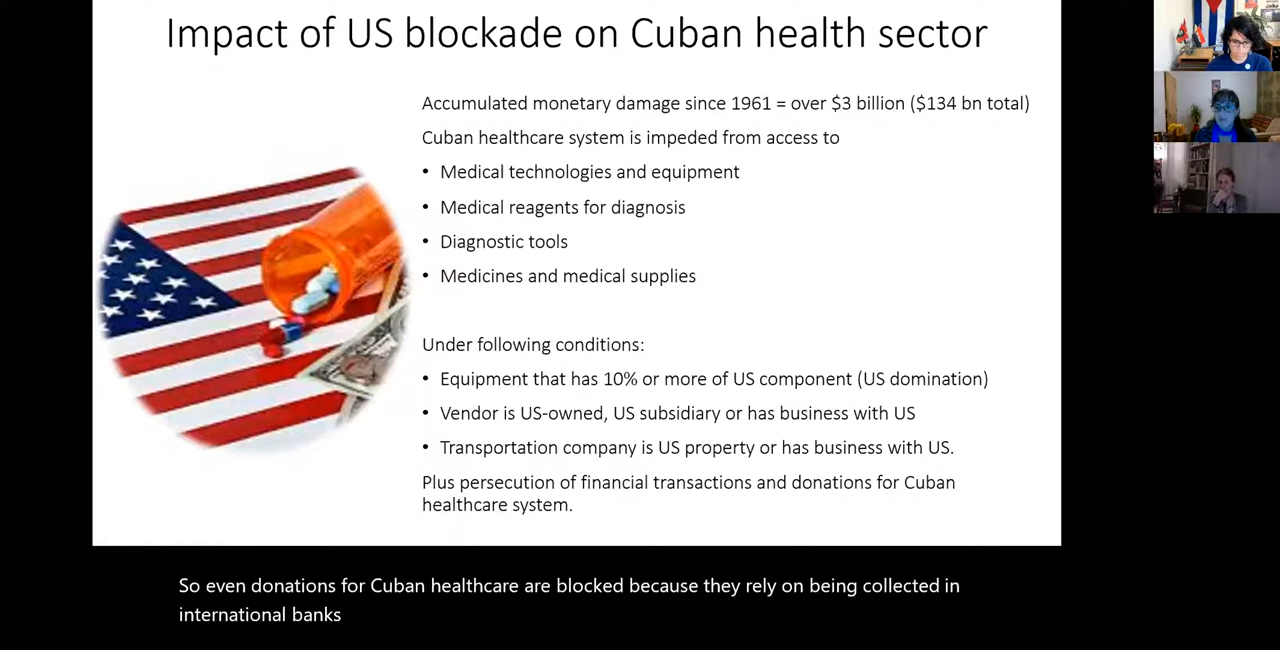 Impact of US blockade on Cuban health sector
Accumulated monetary damage since 1961 = over $3 billion ($134 bn total)
Cuban healthcare system is impeded from access to
• Medical technologies and equipment
• Medical reagents for diagnosis
• Diagnostic tools
• Medicines and medical supplies
Under following conditions:
• Equipment that has 10% or more of US component (US domination)
• Vendor is US-owned, US subsidiary or has business with US
• Transportation company is US property or has business with US.
Plus persecution of financial transactions and donations for Cuban
healthcare system.
So even donations for Cuban healthcare are blocked because they rely on being collected in
international banks